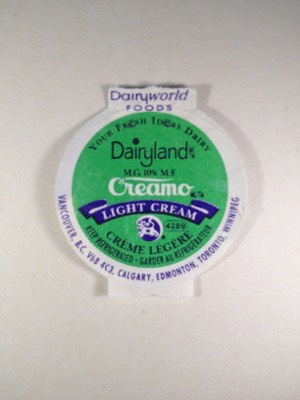 Dairyworld
FOODS
YOUR FRESH IDEAS DAIRY
Dairyland
M.G. 10% M.F.
Creamo
LIGHT CREAM
4289
CRÈME LÉGÈRE
KEEP REFRIGERATED - GARDER AU RÉFRIGÉRATEUR
VANCOUVER, B.C. V6B 4C3, CALGARY, EDMONTON, TORONTO, WINNIPEG